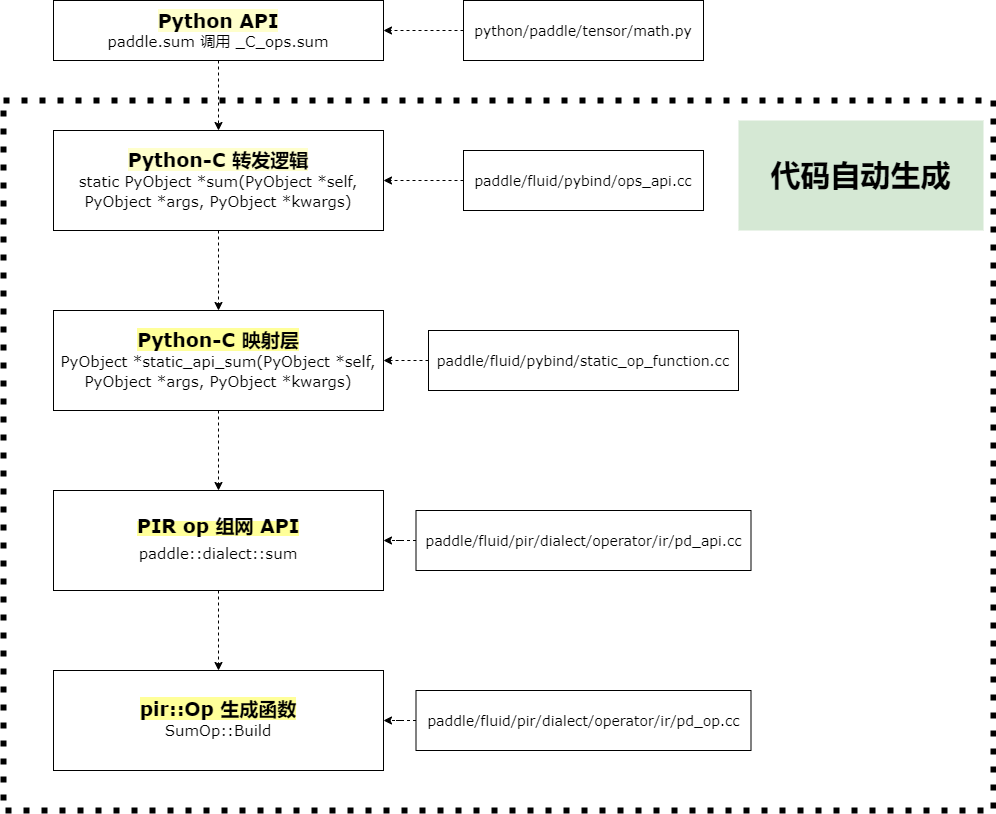 Python API
paddle.sum 调用 _C_ops.sum
python/paddle/tensor/math.py
Python-C 转发逻辑
static PyObject *sum(PyObject *self,
PyObject *args, PyObject *kwargs)
paddle/fluid/pybind/ops_api.cc
代码自动生成
Python-C 映射层
PyObject *static_api_sum(PyObject *self,
PyObject *args, PyObject *kwargs)
paddle/fluid/pybind/static_op_function.cc
PIR op 组网 API
paddle::dialect::sum
paddle/fluid/pir/dialect/operator/ir/pd_api.cc
pir::Op 生成函数
SumOp::Build
paddle/fluid/pir/dialect/operator/ir/pd_op.cc